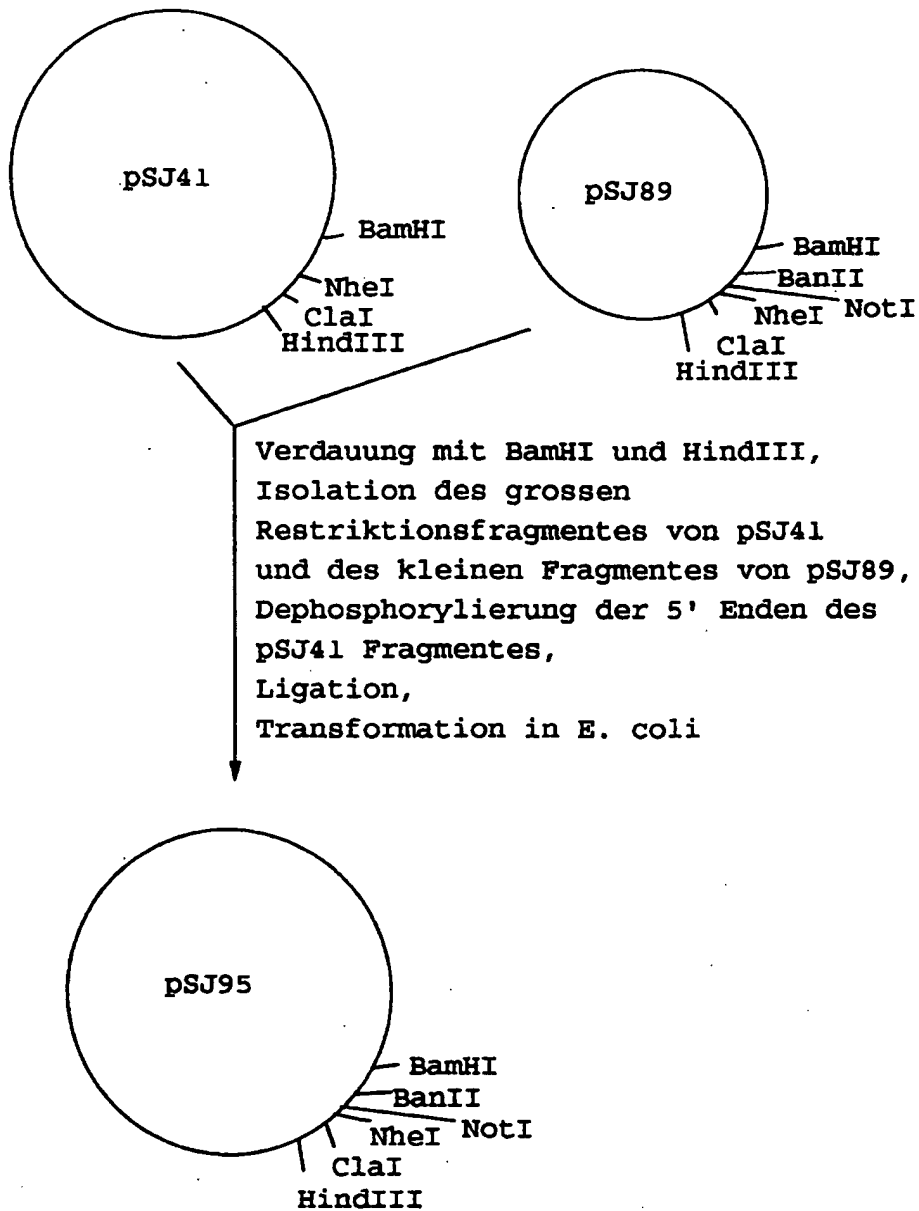 pSJ41
BamHI
NheI
ClaI
HindIII
pSJ89
BamHI
BanII
NotI
NheI
ClaI
HindIII
Verdauung mit BamHI und HindIII,
Isolation des grossen
Restriktionsfragmentes von pSJ41
und des kleinen Fragmentes von pSJ89,
Dephosphorylierung der 5' Enden des
pSJ41 Fragmentes,
Ligation,
Transformation in E. coli
pSJ95
BamHI
BanII
NotI
NheI
ClaI
HindIII